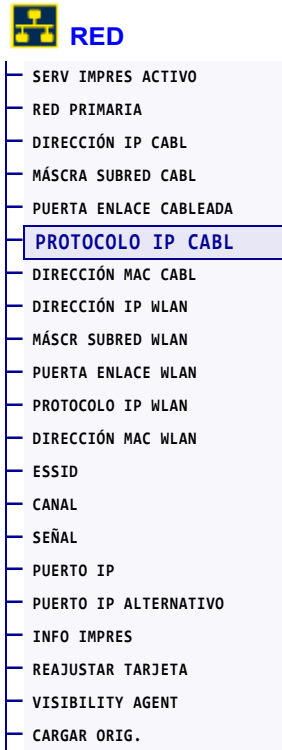 RED
SERV IMPRES ACTIVO
RED PRIMARIA
DIRECCIÓN IP CABL
MÁSCRA SUBRED CABL
PUERTA ENLACE CABLEADA
PROTOCOLO IP CABL
DIRECCIÓN MAC CABL
DIRECCIÓN IP WLAN
MÁSCR SUBRED WLAN
PUERTA ENLACE WLAN
PROTOCOLO IP WLAN
DIRECCIÓN MAC WLAN
ESSID
CANAL
SEÑAL
PUERTO IP
PUERTO IP ALTERNATIVO
INFO IMPRES
REAJUSTAR TARJETA
VISIBILITY AGENT
CARGAR ORIG.